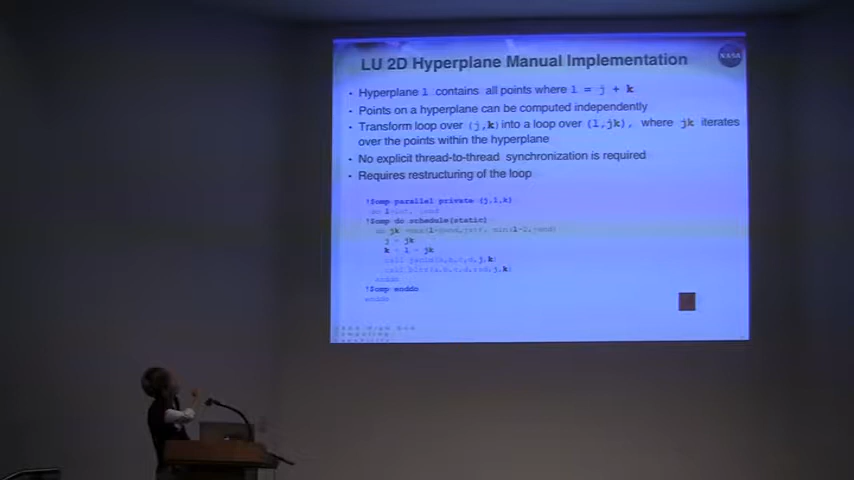 LU 2D Hyperplane Manual Implementation
NASA
• Hyperplane l contains all points where l = j + k
• Points on a hyperplane can be computed independently
• Transform loop over (j,k) into a loop over (l,jk), where jk iterates
over the points within the hyperplane
• No explicit thread-to-thread synchronization is required
• Requires restructuring of the loop
!$omp parallel private (j,l,k)
!$omp do schedule(static)
j = jk
k = l - jk
enddo
!$omp enddo
enddo